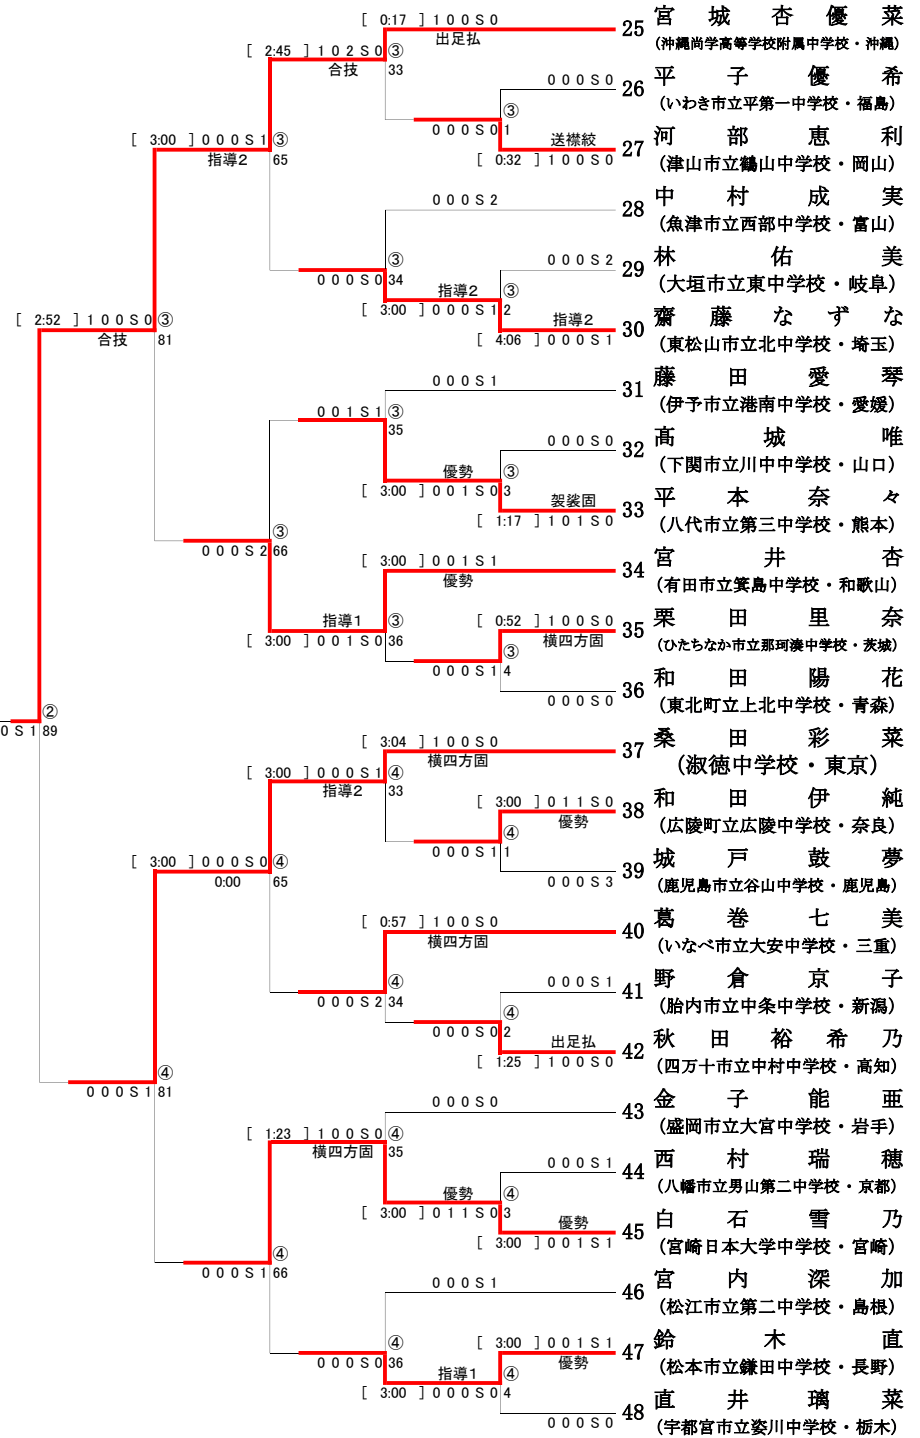 [ 0:17 ] 1 0 0 S 0
出足払
25 宮城杏優菜
(沖縄尚学高等学校附属中学校・沖縄)
[ 2:45 ] 1 0 2 S 0 ③
合技 33
0 0 0 S 0
26 平子優希
(いわき市立平第一中学校・福島)
③
0 0 0 S 0 1
[ 3:00 ] 0 0 0 S 1 ③
指導2 65
送襟絞
27 河部恵利
[ 0:32 ] 1 0 0 S 0
(津山市立鶴山中学校・岡山)
0 0 0 S 2
28 中村成実
(魚津市立西部中学校・富山)
③
0 0 0 S 0 34
0 0 0 S 2
29 林佑美
(大垣市立東中学校・岐阜)
指導2 ③
[ 3:00 ] 0 0 0 S 1 2
[ 2:52 ] 1 0 0 S 0 ③
合技 81
指導2
30 齋藤なずな
[ 4:06 ] 0 0 0 S 1
(東松山市立北中学校・埼玉)
0 0 0 S 1
31 藤田愛琴
(伊予市立港南中学校・愛媛)
0 0 1 S 1 ③
35
0 0 0 S 0
32 髙城唯
(下関市立川中中学校・山口)
優勢 ③
[ 3:00 ] 0 0 1 S 0 3
袈裟固
33 平本奈々
[ 1:17 ] 1 0 1 S 0
(八代市立第三中学校・熊本)
③
0 0 0 S 2 66
[ 3:00 ] 0 0 1 S 1
優勢
34 宮井杏
(有田市立箕島中学校・和歌山)
指導1 ③
[ 3:00 ] 0 0 1 S 0 36
[ 0:52 ] 1 0 0 S 0
横四方固
35 栗田里奈
(ひたちなか市立那珂湊中学校・茨城)
③
0 0 0 S 1 4
0 0 0 S 0
36 和田陽花
(東北町立上北中学校・青森)
②
0 S 1 89
[ 3:04 ] 1 0 0 S 0
横四方固
37 桑田彩菜
(淑徳中学校・東京)
[ 3:00 ] 0 0 0 S 1 ④
指導2 33
[ 3:00 ] 0 1 1 S 0
優勢
38 和田伊純
(広陵町立広陵中学校・奈良)
④
0 0 0 S 1 1
[ 3:00 ] 0 0 0 S 0 ④
0:00 65
0 0 0 S 3
39 城戸鼓夢
(鹿児島市立谷山中学校・鹿児島)
[ 0:57 ] 1 0 0 S 0
横四方固
40 葛巻七美
(いなべ市立大安中学校・三重)
④
0 0 0 S 2 34
0 0 0 S 1
41 野倉京子
(胎内市立中条中学校・新潟)
④
0 0 0 S 0 2
出足払
42 秋田裕希乃
[ 1:25 ] 1 0 0 S 0
(四万十市立中村中学校・高知)
④
0 0 0 S 1 81
0 0 0 S 0
43 金子能亜
(盛岡市立大宮中学校・岩手)
[ 1:23 ] 1 0 0 S 0 ④
横四方固 35
0 0 0 S 1
44 西村瑞穂
(八幡市立男山第二中学校・京都)
優勢 ④
[ 3:00 ] 0 1 1 S 0 3
優勢
45 白石雪乃
[ 3:00 ] 0 0 1 S 1
(宮崎日本大学中学校・宮崎)
④
0 0 0 S 1 66
0 0 0 S 1
46 宮内深加
(松江市立第二中学校・島根)
④
0 0 0 S 0 36
[ 3:00 ] 0 0 1 S 1
優勢
47 鈴木直
(松本市立鎌田中学校・長野)
指導1 ④
[ 3:00 ] 0 0 0 S 0 4
0 0 0 S 0
48 直井璃菜
(宇都宮市立姿川中学校・栃木)